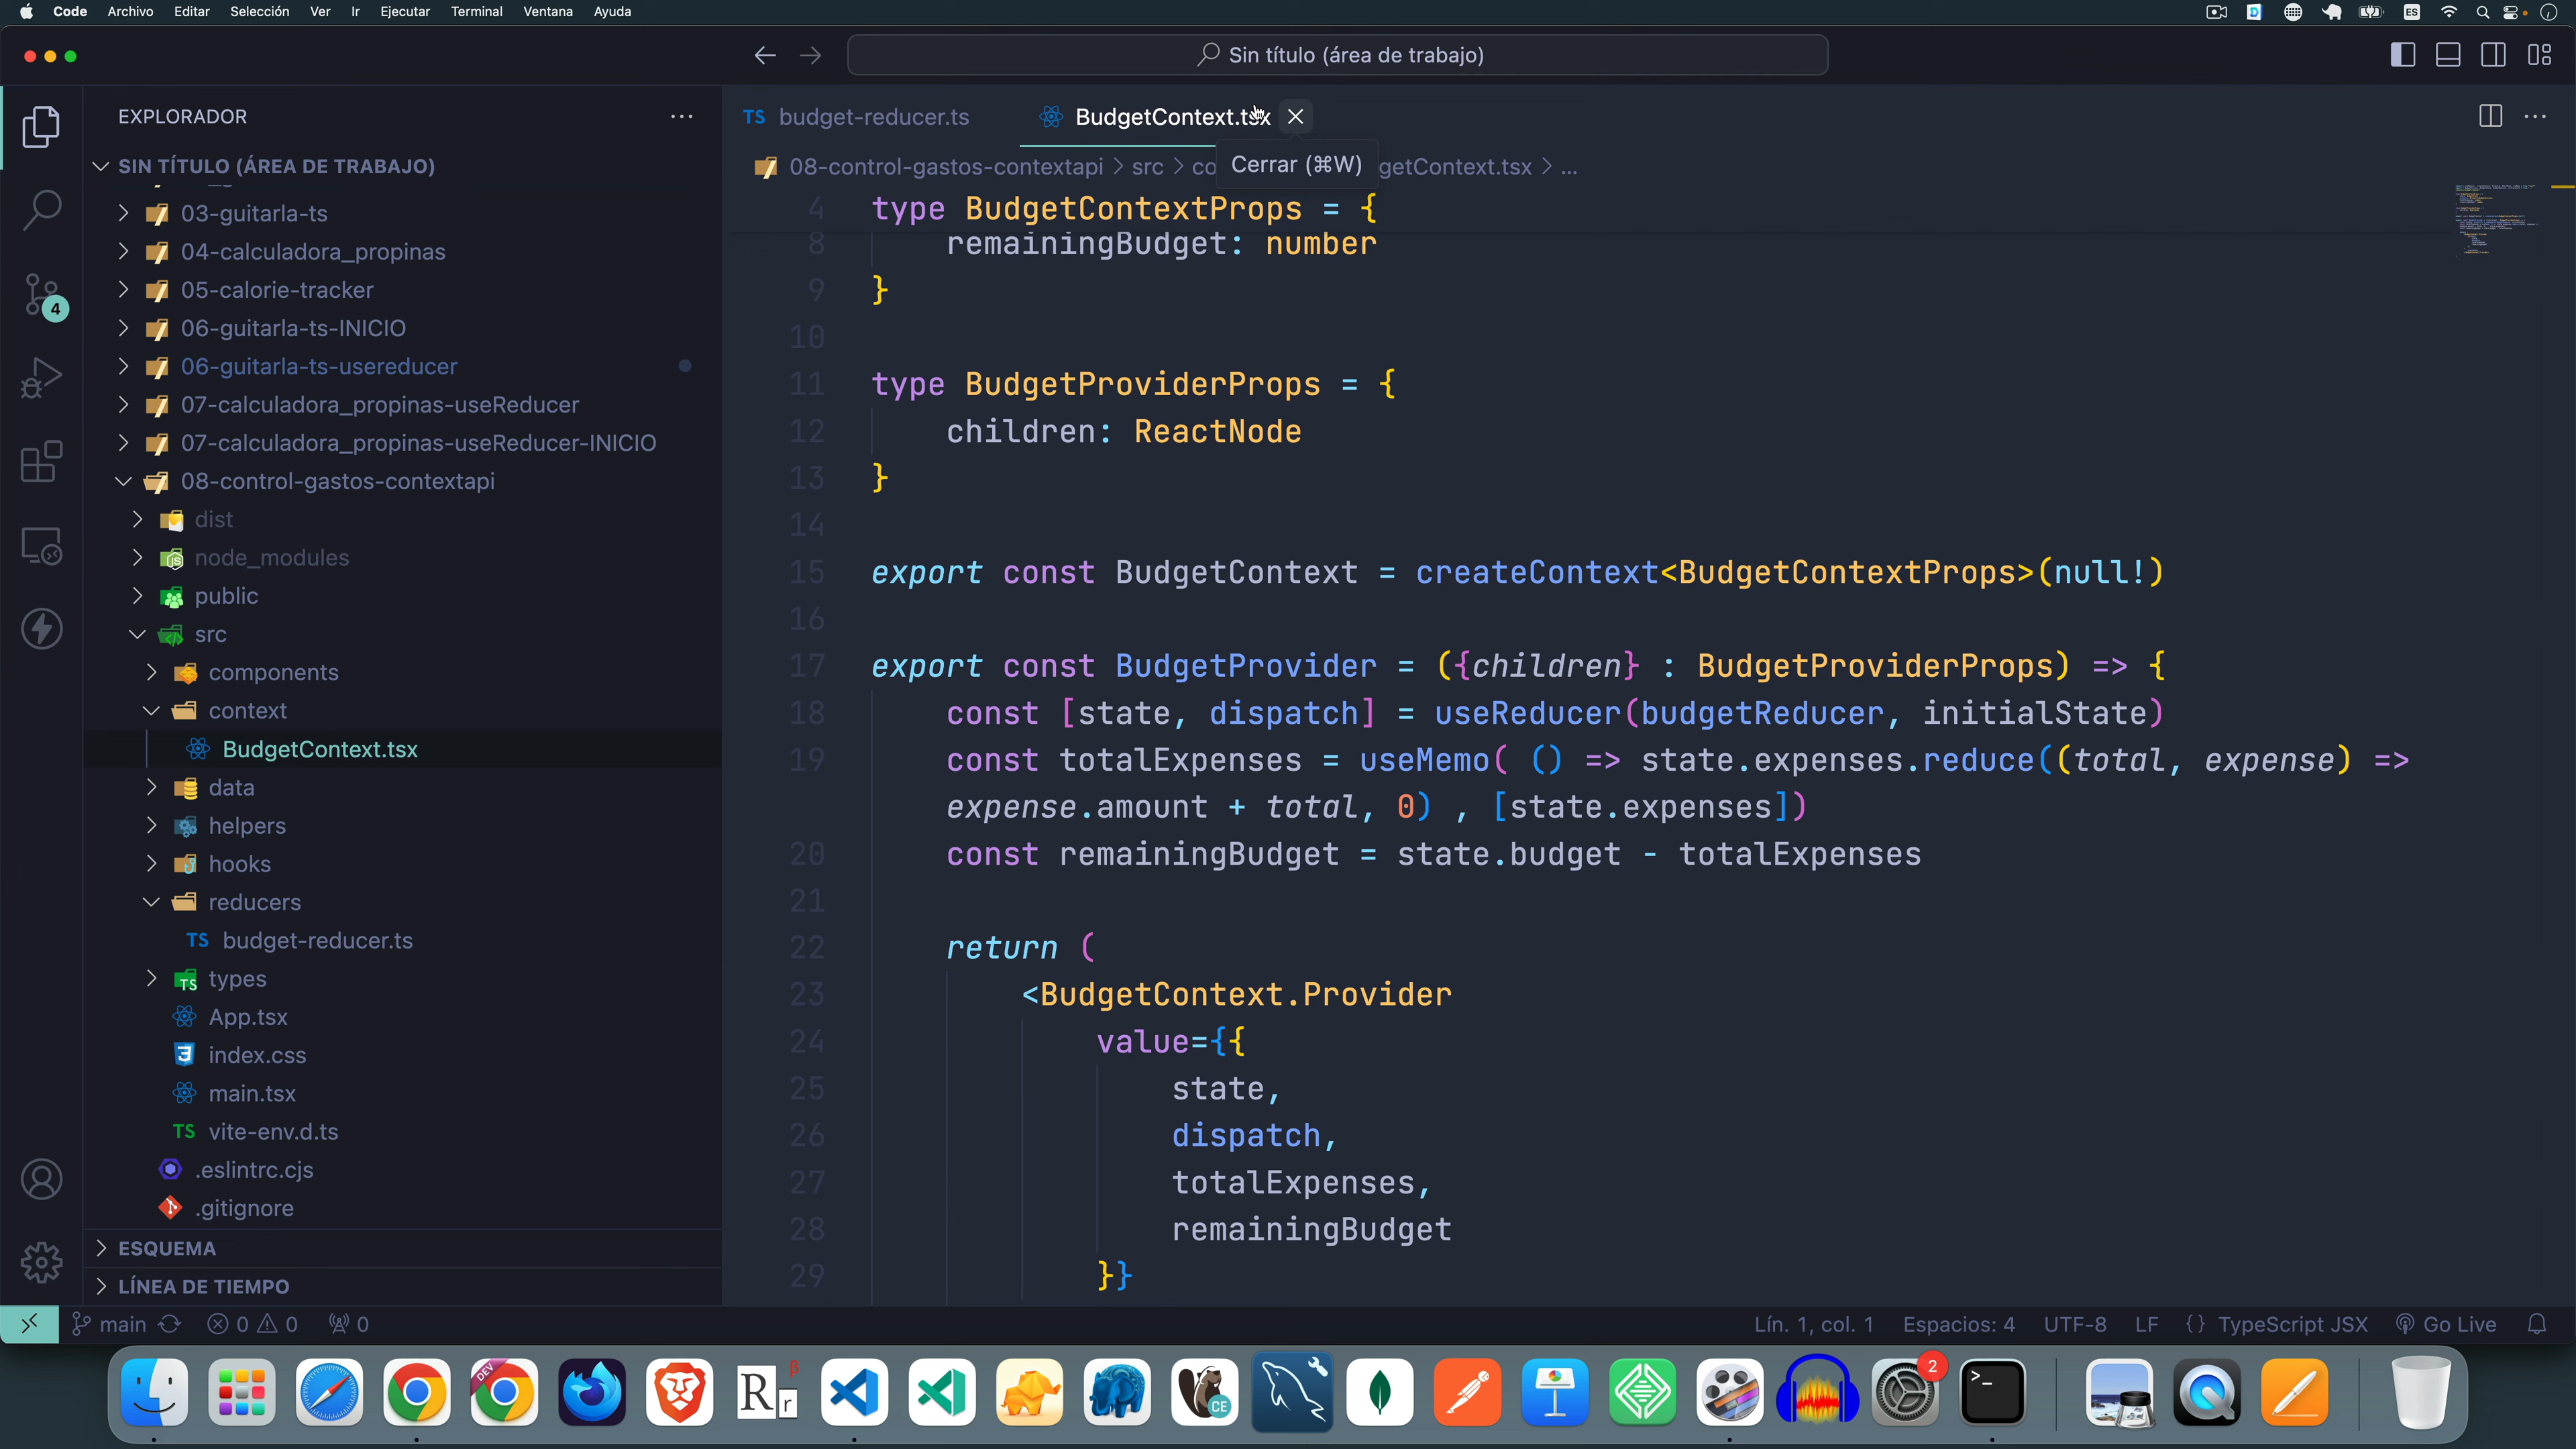 Code Archivo Editar Selección Ver Ir Ejecutar Terminal Ventana Ayuda
ES
Sin título (área de trabajo)
EXPLORADOR
SIN TÍTULO (ÁREA DE TRABAJO)
03-guitarla-ts
04-calculadora_propinas
05-calorie-tracker
06-guitarla-ts-INICIO
06-guitarla-ts-usereducer
07-calculadora_propinas-useReducer
07-calculadora_propinas-useReducer-INICIO
08-control-gastos-contextapi
dist
node_modules
public
src
components
context
BudgetContext.tsx
data
helpers
hooks
reducers
TS budget-reducer.ts
types
App.tsx
index.css
main.tsx
TS vite-env.d.ts
.eslintrc.cjs
.gitignore
ESQUEMA
LÍNEA DE TIEMPO
4
TS budget-reducer.ts
BudgetContext.tsx
08-control-gastos-contextapi > src > co
Cerrar (⌘W)
getContext.tsx > ...
4 type BudgetContextProps = {
8 remainingBudget: number
9 }
10
11 type BudgetProviderProps = {
12 children: ReactNode
13 }
14
15 export const BudgetContext = createContext<BudgetContextProps>(null!)
16
17 export const BudgetProvider = ({children} : BudgetProviderProps) => {
18 const [state, dispatch] = useReducer(budgetReducer, initialState)
19 const totalExpenses = useMemo( () => state.expenses.reduce((total, expense) =>
expense.amount + total, 0) , [state.expenses])
20 const remainingBudget = state.budget - totalExpenses
21
22 return (
23 <BudgetContext.Provider
24 value={{
25 state,
26 dispatch,
27 totalExpenses,
28 remainingBudget
29 }}
main 0 0 0
Lín. 1, col. 1 Espacios: 4 UTF-8 LF {} TypeScript JSX Go Live
DEV
R r β
CE
2
>_